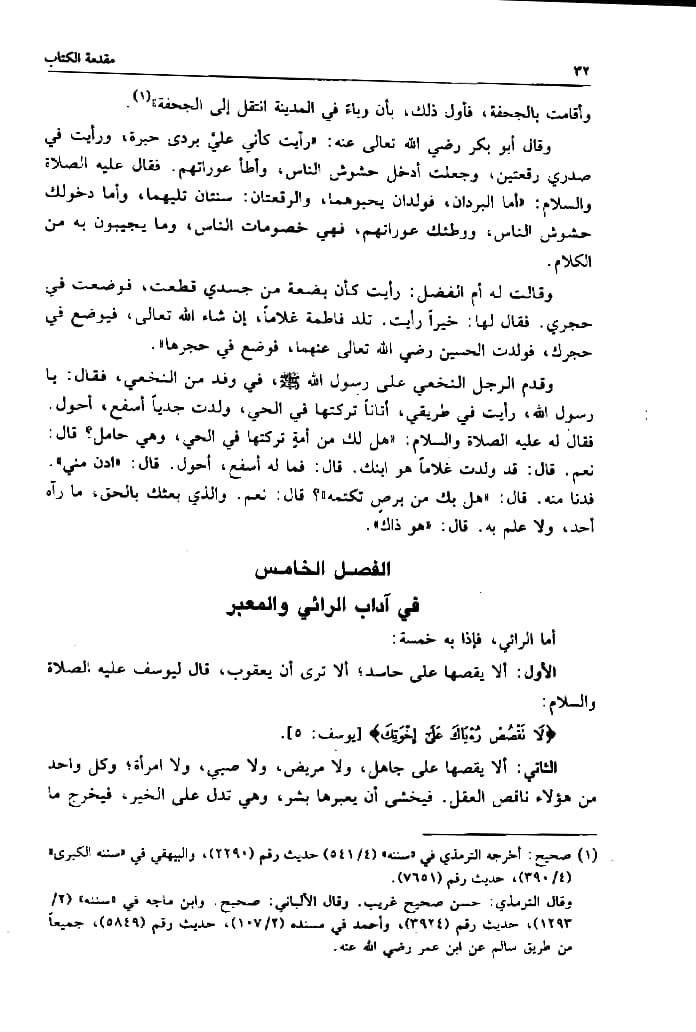 ٣٢
مقدمة الكتاب
وأقامت بالجحفة، فأول ذلك، بأن وباءً في المدينة انتقل إلى الجحفة»(١).
وقال أبو بكر رضي الله تعالى عنه: «رأيت كأني عليّ بردى حبرة، ورأيت في
صدري رقعتين، وجعلت أدخل حشوش الناس، وأطأ عوراتهم. فقال عليه الصلاة
والسلام: «أما البردان، فولدان يحبوهما، والرقعتان: سنتان تليهما، وأما دخولك
حشوش الناس، ووطئك عوراتهم، فهي خصومات الناس، وما يجيبون به من
الكلام.
وقالت له أم الفضل: رأيت كأن بضعة من جسدي قطعت، فوضعت في
حجري. فقال لها: خيراً رأيت. تلد فاطمة غلاماً، إن شاء الله تعالى، فيوضع في
حجرك، فولدت الحسين رضي الله تعالى عنهما، فوضع في حجرها».
وقدم الرجل النخعي على رسول الله ﷺ، في وفد من النخعي، فقال: يا
رسول الله، رأيت في طريقي، أتاناً تركتها في الحي، ولدت جدياً أسفع، أحول.
فقال له عليه الصلاة والسلام: «هل لك من أمةٍ تركتها في الحي، وهي حامل؟ قال:
نعم. قال: قد ولدت غلاماً هو ابنك. قال: فما له أسفع، أحول. قال: «ادن مني».
فدنا منه. قال: «هل بك من برصٍ تكتمه»؟ قال: نعم. والذي بعثك بالحق، ما رآه
أحد، ولا علم به. قال: «هو ذاك».
الفصل الخامس
في آداب الرائي والمعبر
أما الرائي، فإذا به خمسة:
الأول: ألا يقصها على حاسد؛ ألا ترى أن يعقوب، قال ليوسف عليه الصلاة
والسلام:
﴿لَا نَقْصُصْ رُءْيَاكَ عَلَىٰ إِخْوَتِكَ﴾ [يوسف: ٥].
الثاني: ألا يقصها على جاهل، ولا مريض، ولا صبي، ولا امرأة؛ وكل واحد
من هؤلاء ناقص العقل. فيخشى أن يعبرها بشر، وهي تدل على الخير، فيخرج ما
(١) صحيح: أخرجه الترمذي في «سننه» (٥٤١/٤) حديث رقم (٢٢٩٠)، والبيهقي في «سننه الكبرى»
(٣٩٠/٤)، حديث رقم (٧٦٥١).
وقال الترمذي: حسن صحيح غريب. وقال الألباني: صحيح. وابن ماجه في «سننه» (٢/
١٢٩٣)، حديث رقم (٣٩٢٤)، وأحمد في مسنده (١٠٧/٢)، حديث رقم (٥٨٤٩)، جميعاً
من طريق سالم عن ابن عمر رضي الله عنه.